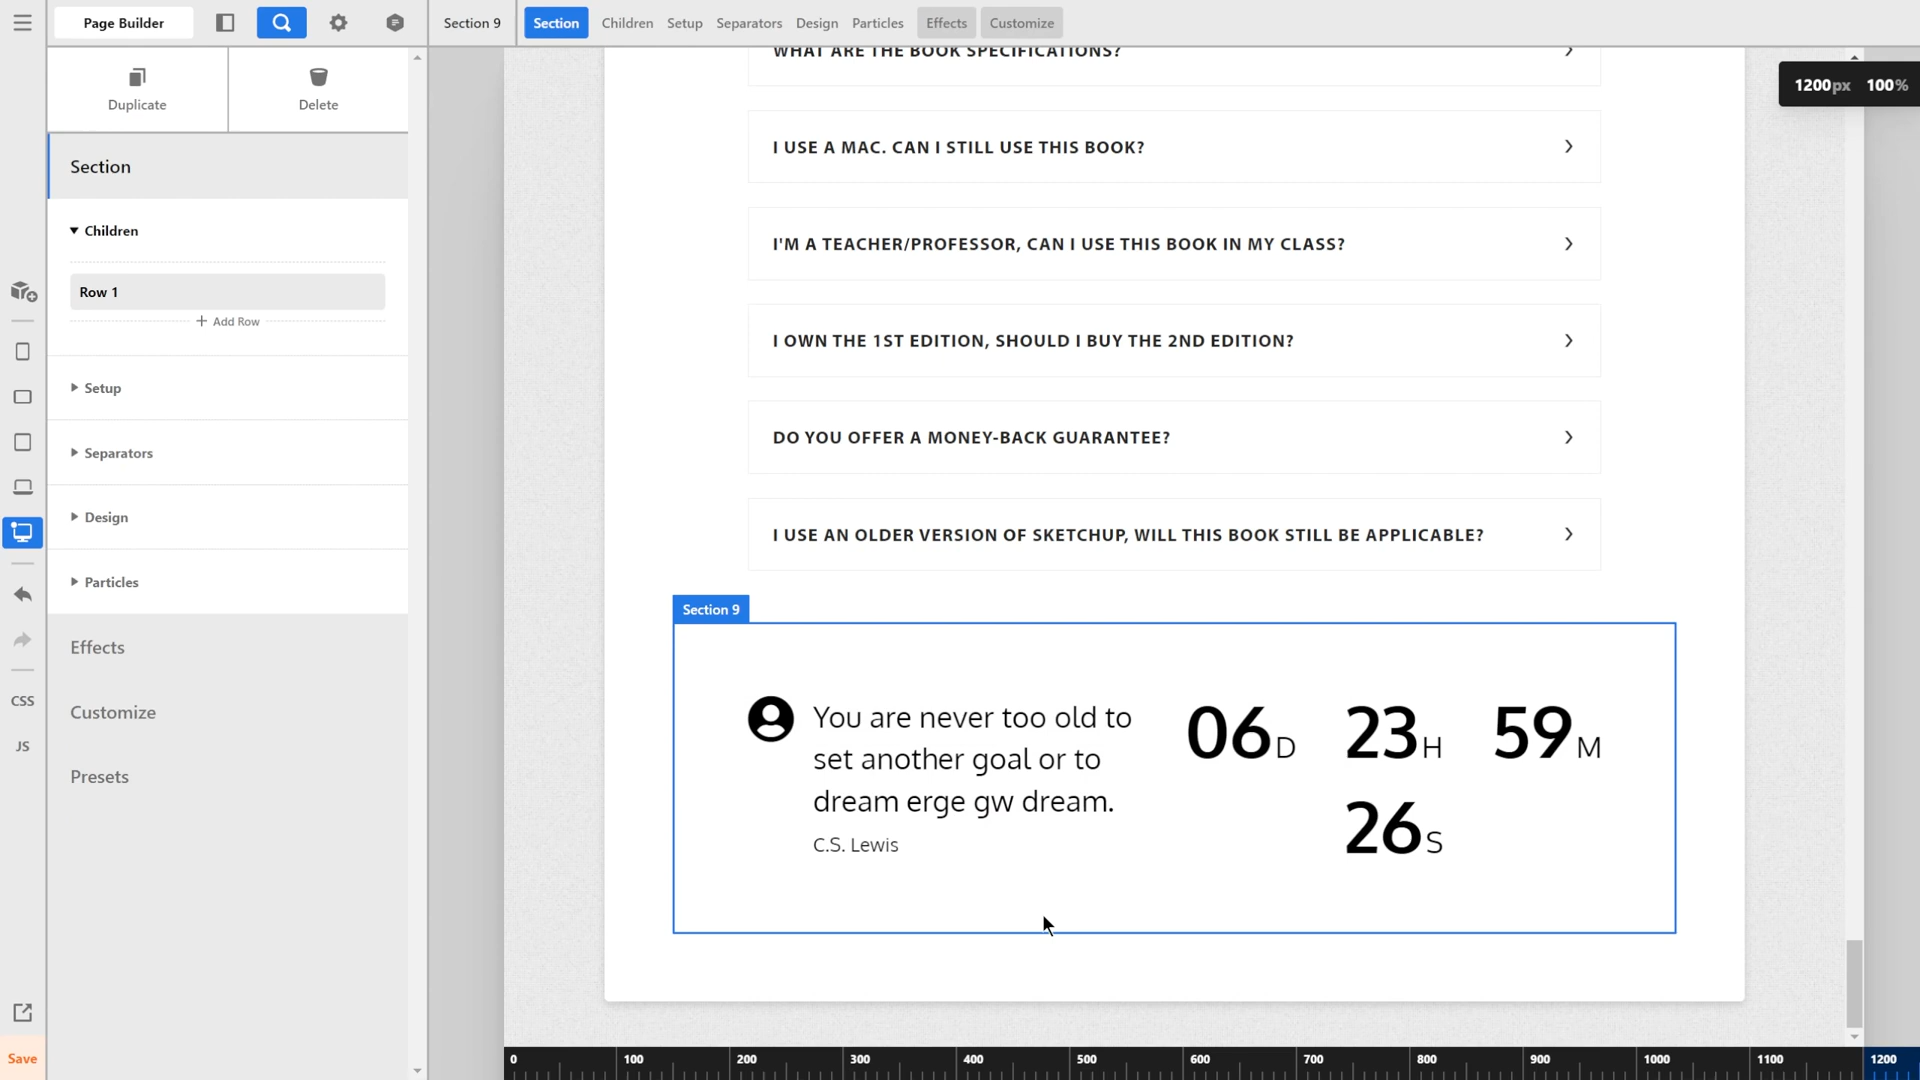 Page Builder
Section 9
Section
Children
Setup
Separators
Design
Particles
Effects
Customize
Duplicate
Delete
Section
Children
Row 1
Add Row
Setup
Separators
Design
Particles
Effects
Customize
Presets
CSS
JS
Save
1200px 100%
WHAT ARE THE BOOK SPECIFICATIONS?
I USE A MAC. CAN I STILL USE THIS BOOK?
I'M A TEACHER/PROFESSOR, CAN I USE THIS BOOK IN MY CLASS?
I OWN THE 1ST EDITION, SHOULD I BUY THE 2ND EDITION?
DO YOU OFFER A MONEY-BACK GUARANTEE?
I USE AN OLDER VERSION OF SKETCHUP, WILL THIS BOOK STILL BE APPLICABLE?
Section 9
You are never too old to
set another goal or to
dream erge gw dream.
C.S. Lewis
06D 23H 59M
26S
0 100 200 300 400 500 600 700 800 900 1000 1100 1200